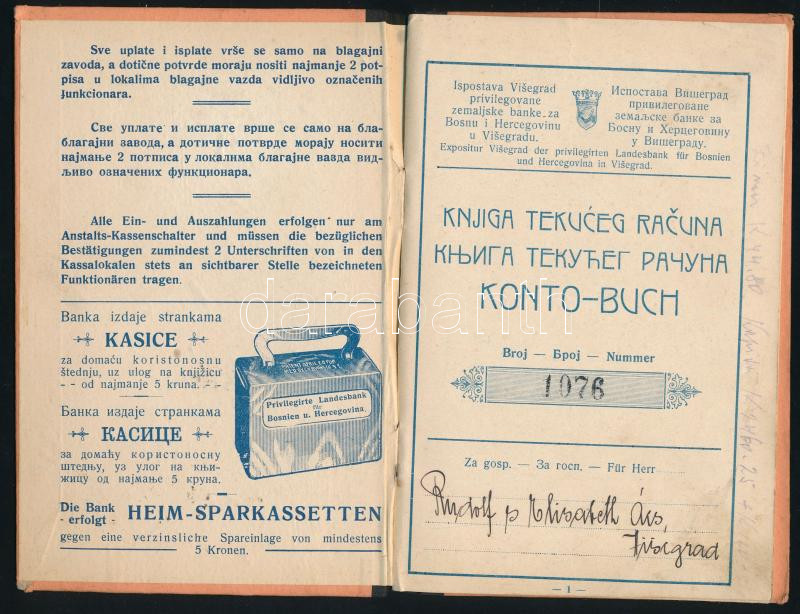 Sve uplate i isplate vrše se samo na blagajni
zavoda, a dotične potvrde moraju nositi najmanje 2 pot-
pisa u lokalima blagajne vazda vidljivo označenih
funkcionara.
Све уплате и исплате врше се само на бла-
благајни завода, а дотичне потврде морају носити
најмање 2 потписа у локалнма благајне вазда вид-
љиво означених функционара.
Alle Ein- und Auszahlungen erfolgen nur am
Anstalts-Kassenschalter und müssen die bezüglichen
Bestätigungen zumindest 2 Unterschriften von in den
Kassalokalen stets an sichtbarer Stelle bezeichneten
Funktionären tragen.
Banka izdaje strankama
KASICE
za domaću koristonosnu
štednju, uz ulog na knjižicu
-- od najmanje 5 kruna. --
Банка издаје странкама
КАСИЦЕ
за домаћу користоносну
штедњу, уз улог на књи-
жицу од најмање 5 круна.
Privilegirte Landesbank
für
Bosnien u. Hercegovina.
Die Bank
- erfolgt -
HEIM-SPARKASSETTEN
gegen eine verzinsliche Spareinlage von mindestens
5 Kronen.
Ispostava Višegrad
privilegovane
zemaljske banke za
Bosnu i Hercegovinu
u Višegradu.
Испостава Вишеград
привилеговане
земаљске банке за
Босну и Херцеговину
у Вишеграду.
Expositur Višegrad der privilegirten Landesbank für Bosnien
und Hercegovina in Višegrad.
KNJIGA TEKUĆEG RAČUNA
КЊИГА ТЕКУЋЕГ РАЧУНА
KONTO-BUCH
Broj — Број — Nummer
1076
Za gosp. — За госп. — Für Herr
Rudolf p Elisabeth Ács,
Višegrad
— 1 —
darabanth